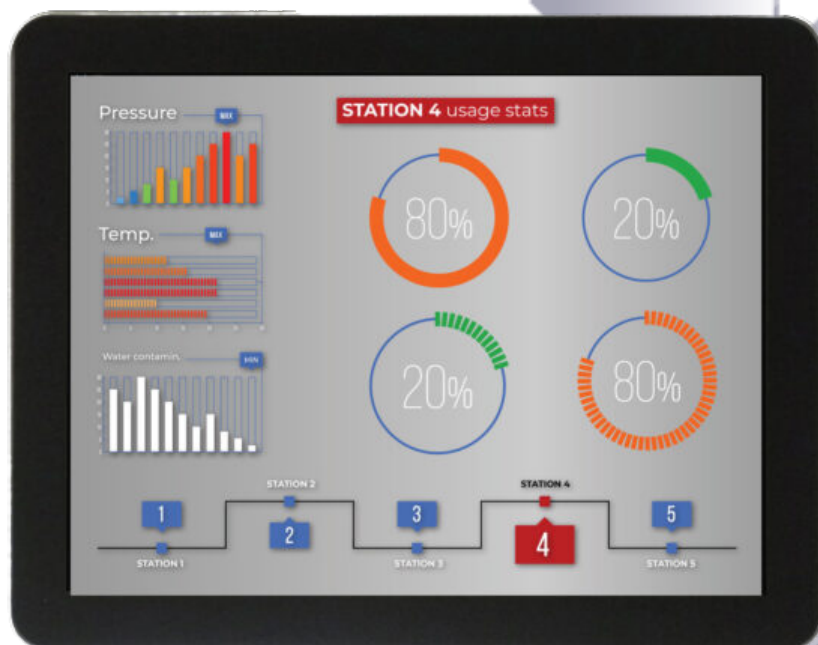 Pressure
MAX
STATION 4 usage stats
80%
20%
Temp.
MAX
Water contamin.
MIN
20%
80%
STATION 2
STATION 4
1
3
5
2
4
STATION 1
STATION 3
STATION 5